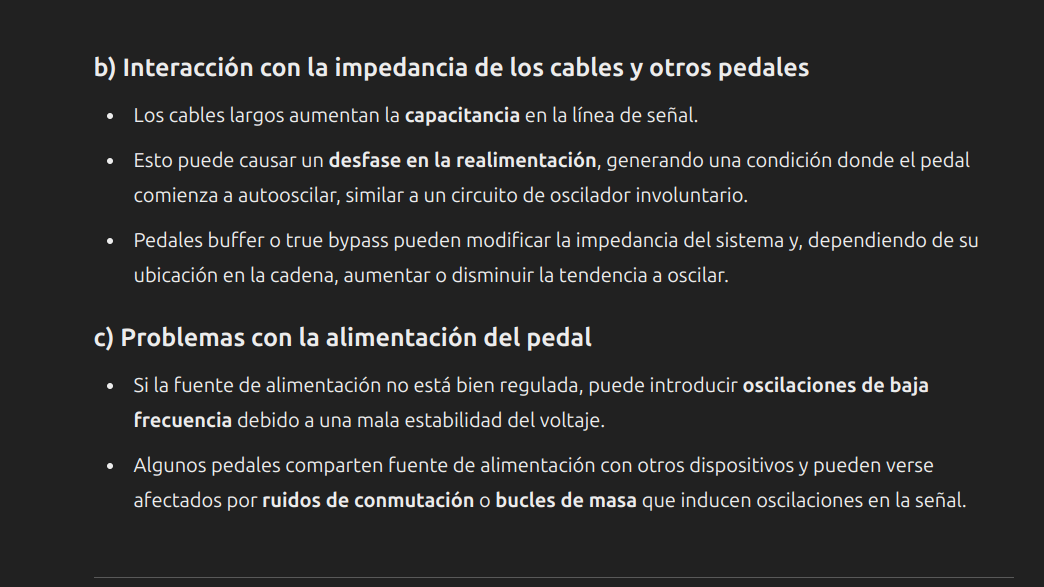 b) Interacción con la impedancia de los cables y otros pedales
• Los cables largos aumentan la capacitancia en la línea de señal.
• Esto puede causar un desfase en la realimentación, generando una condición donde el pedal
comienza a autooscilar, similar a un circuito de oscilador involuntario.
• Pedales buffer o true bypass pueden modificar la impedancia del sistema y, dependiendo de su
ubicación en la cadena, aumentar o disminuir la tendencia a oscilar.
c) Problemas con la alimentación del pedal
• Si la fuente de alimentación no está bien regulada, puede introducir oscilaciones de baja
frecuencia debido a una mala estabilidad del voltaje.
• Algunos pedales comparten fuente de alimentación con otros dispositivos y pueden verse
afectados por ruidos de conmutación o bucles de masa que inducen oscilaciones en la señal.